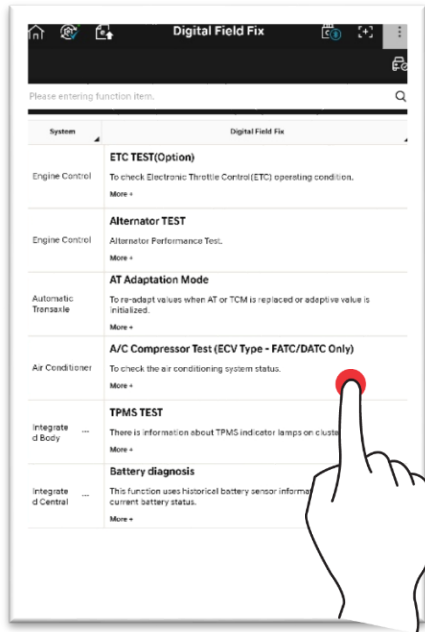 Digital Field Fix
Please entering function item.
System
Digital Field Fix
ETC TEST(Option)
Engine Control
To check Electronic Throttle Control(ETC) operating condition.
More +
Alternator TEST
Engine Control
Alternator Performance Test.
More +
AT Adaptation Mode
Automatic
Transaxle
To re-adapt values when AT or TCM is replaced or adaptive value is
initialized.
More +
A/C Compressor Test (ECV Type - FATC/DATC Only)
Air Conditioner
To check the air conditioning system status.
More +
TPMS TEST
Integrate ...
d Body
There is information about TPMS indicator lamps on
More +
Battery diagnosis
Integrate ...
d Central
This function uses historical battery sensor
current battery status.
More +